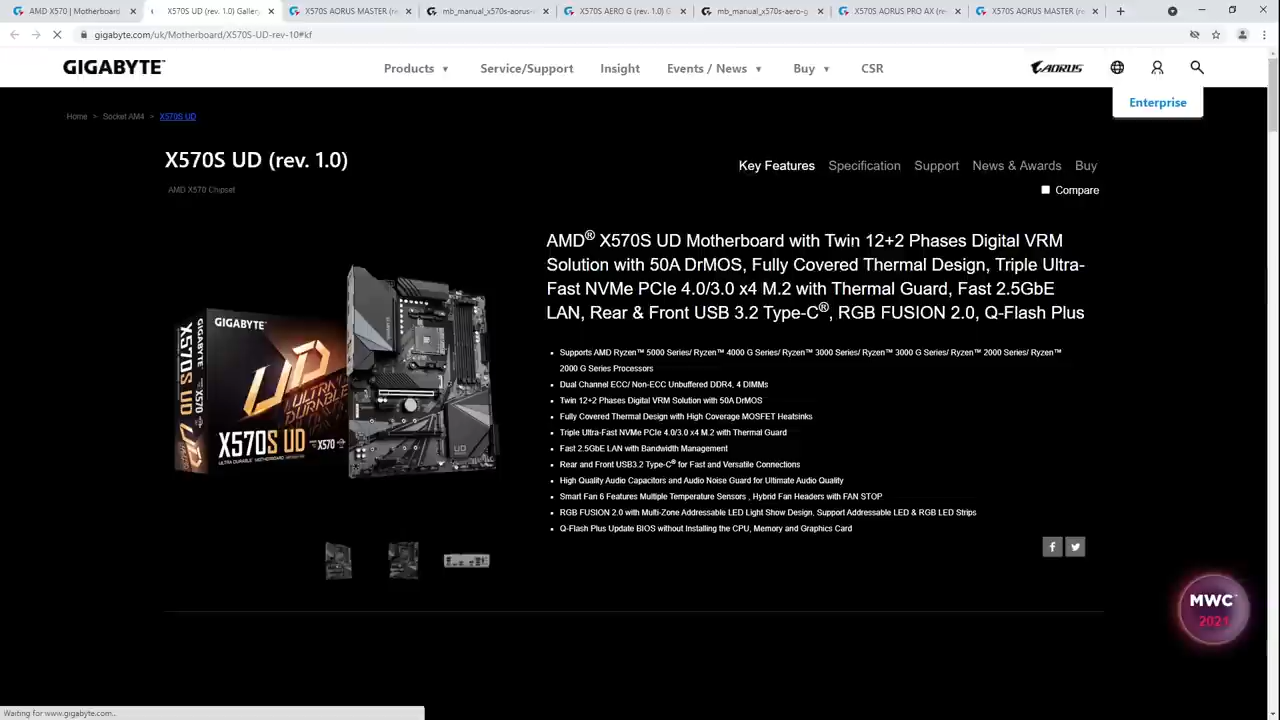 AMD X570 | Motherboard
X570S UD (rev. 1.0) Gallery
X570S AORUS MASTER (re
mb_manual_x570s-aorus-
X570S AERO G (rev. 1.0) G
mb_manual_x570s-aero-g
X570S AORUS PRO AX (re
X570S AORUS MASTER (re
gigabyte.com/uk/Motherboard/X570S-UD-rev-10#kf
GIGABYTE™
Products
Service/Support
Insight
Events / News
Buy
CSR
AORUS
Enterprise
Home > Socket AM4 > X570S UD
X570S UD (rev. 1.0)
AMD X570 Chipset
Key Features
Specification
Support
News & Awards
Buy
Compare
AMD® X570S UD Motherboard with Twin 12+2 Phases Digital VRM
Solution with 50A DrMOS, Fully Covered Thermal Design, Triple Ultra-
Fast NVMe PCIe 4.0/3.0 x4 M.2 with Thermal Guard, Fast 2.5GbE
LAN, Rear & Front USB 3.2 Type-C®, RGB FUSION 2.0, Q-Flash Plus
Supports AMD Ryzen™ 5000 Series/ Ryzen™ 4000 G Series/ Ryzen™ 3000 Series/ Ryzen™ 3000 G Series/ Ryzen™ 2000 Series/ Ryzen™
2000 G Series Processors
Dual Channel ECC/ Non-ECC Unbuffered DDR4, 4 DIMMs
Twin 12+2 Phases Digital VRM Solution with 50A DrMOS
Fully Covered Thermal Design with High Coverage MOSFET Heatsinks
Triple Ultra-Fast NVMe PCIe 4.0/3.0 x4 M.2 with Thermal Guard
Fast 2.5GbE LAN with Bandwidth Management
Rear and Front USB3.2 Type-C® for Fast and Versatile Connections
High Quality Audio Capacitors and Audio Noise Guard for Ultimate Audio Quality
Smart Fan 6 Features Multiple Temperature Sensors , Hybrid Fan Headers with FAN STOP
RGB FUSION 2.0 with Multi-Zone Addressable LED Light Show Design, Support Addressable LED & RGB LED Strips
Q-Flash Plus Update BIOS without Installing the CPU, Memory and Graphics Card
GIGABYTE™
X570S UD
GIGABYTE
UD
ULTRA
DURABLE
X570S UD
X570
UD
MWC
2021
Waiting for www.gigabyte.com...